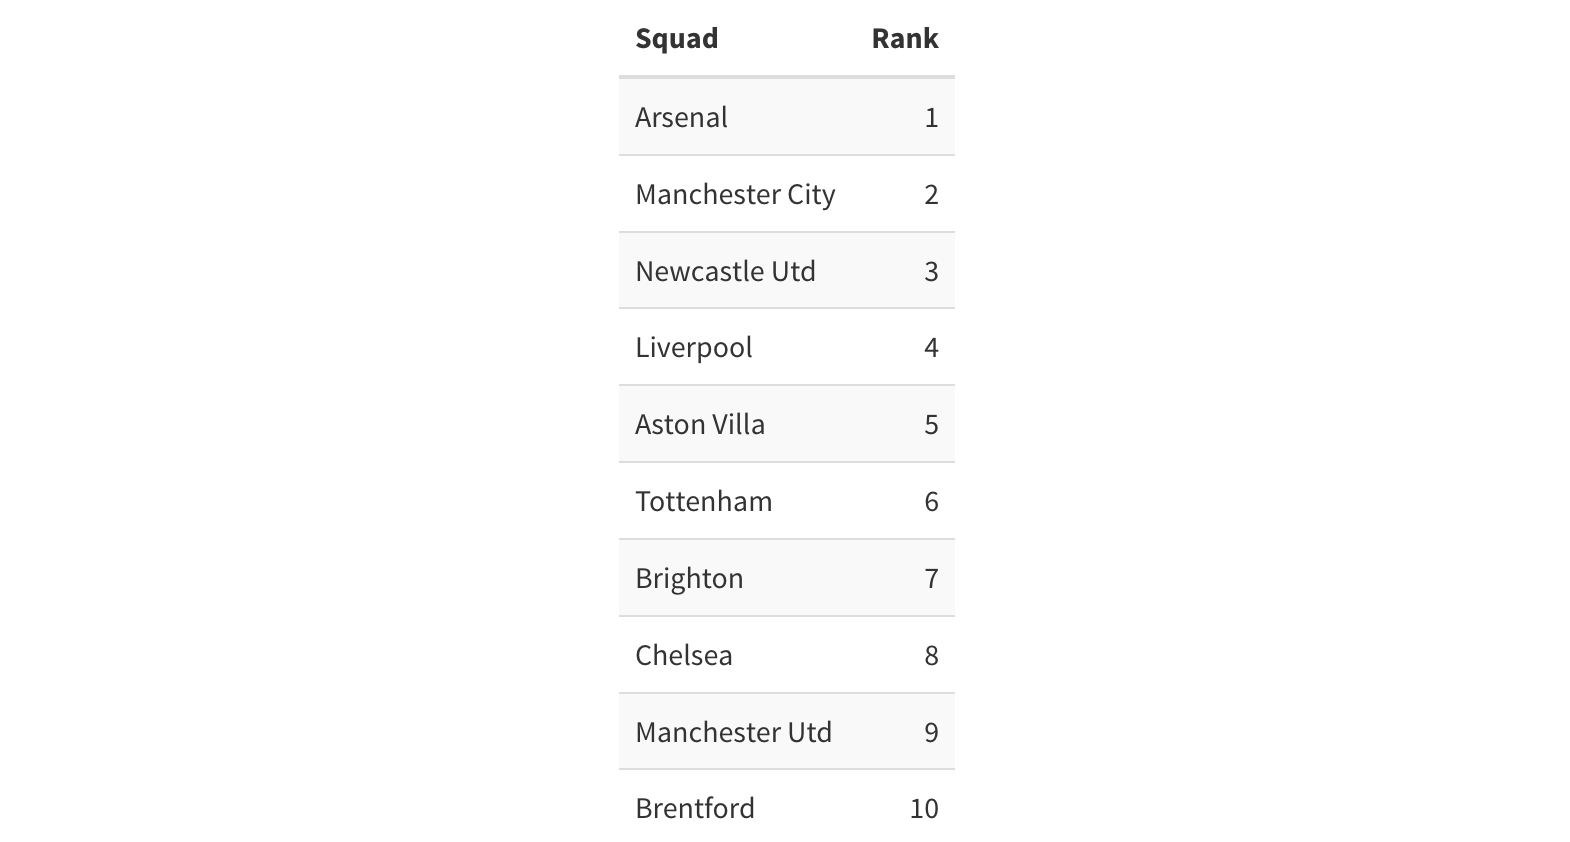 Squad Rank
Arsenal 1
Manchester City 2
Newcastle Utd 3
Liverpool 4
Aston Villa 5
Tottenham 6
Brighton 7
Chelsea 8
Manchester Utd 9
Brentford 10